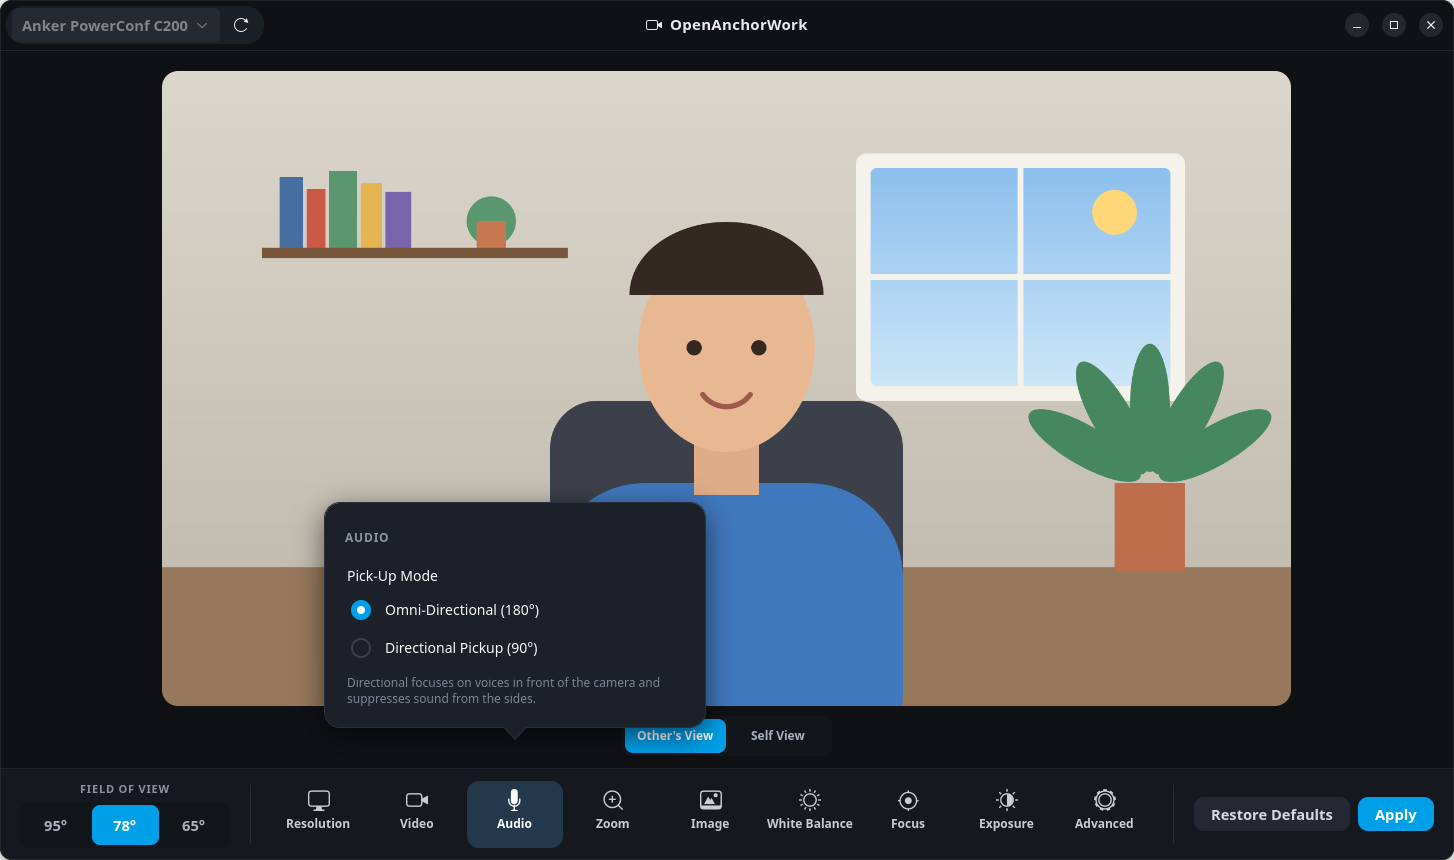 Anker PowerConf C200
OpenAnchorWork
AUDIO
Pick-Up Mode
Omni-Directional (180°)
Directional Pickup (90°)
Directional focuses on voices in front of the camera and
suppresses sound from the sides.
Other's View
Self View
FIELD OF VIEW
95°
78°
65°
Resolution
Video
Audio
Zoom
Image
White Balance
Focus
Exposure
Advanced
Restore Defaults
Apply